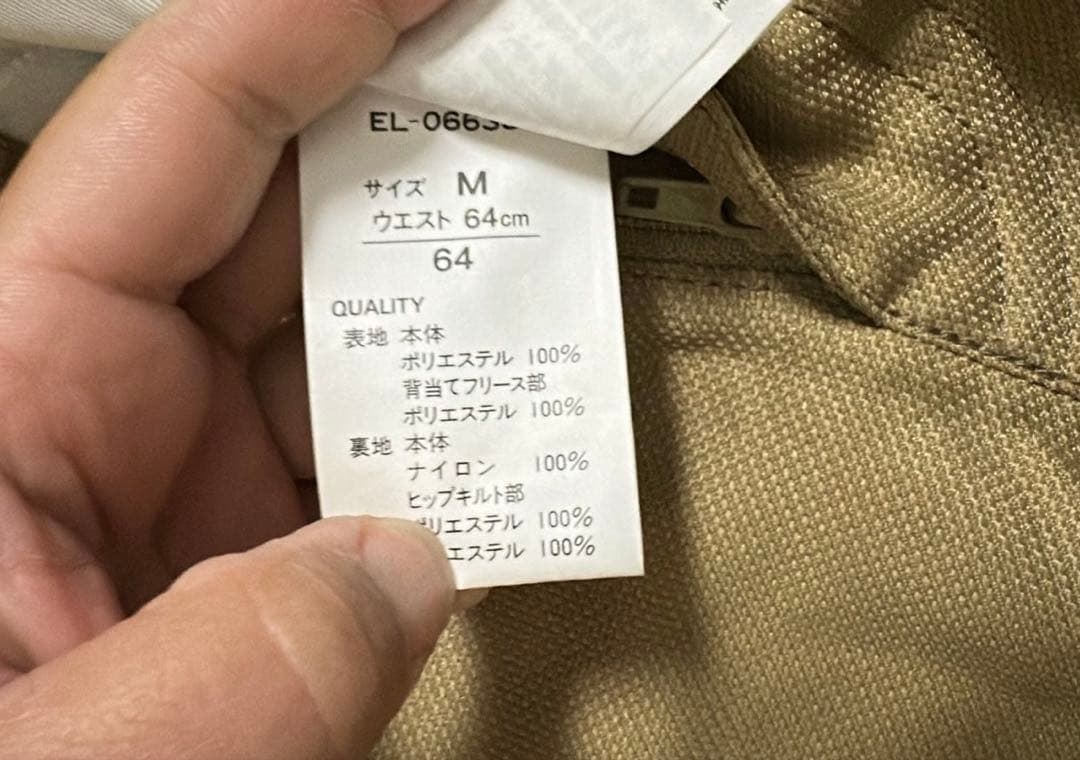 サイズ M
ウエスト 64cm
64
QUALITY
表地 本体
ポリエステル 100%
背当てフリース部
ポリエステル 100%
裏地 本体
ナイロン 100%
ヒップキルト部
ポリエステル 100%
エステル 100%